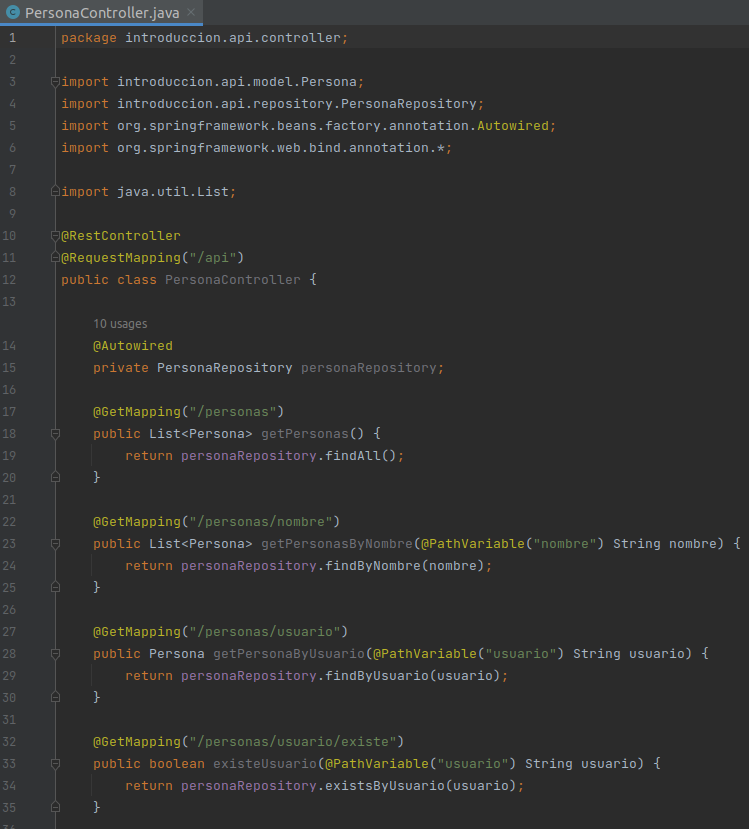 PersonaController.java
1 package introduccion.api.controller;
2
3 import introduccion.api.model.Persona;
4 import introduccion.api.repository.PersonaRepository;
5 import org.springframework.beans.factory.annotation.Autowired;
6 import org.springframework.web.bind.annotation.*;
7
8 import java.util.List;
9
10 @RestController
11 @RequestMapping("/api")
12 public class PersonaController {
13
10 usages
14 @Autowired
15 private PersonaRepository personaRepository;
16
17 @GetMapping("/personas")
18 public List<Persona> getPersonas() {
19 return personaRepository.findAll();
20 }
21
22 @GetMapping("/personas/nombre")
23 public List<Persona> getPersonasByNombre(@PathVariable("nombre") String nombre) {
24 return personaRepository.findByNombre(nombre);
25 }
26
27 @GetMapping("/personas/usuario")
28 public Persona getPersonaByUsuario(@PathVariable("usuario") String usuario) {
29 return personaRepository.findByUsuario(usuario);
30 }
31
32 @GetMapping("/personas/usuario/existe")
33 public boolean existeUsuario(@PathVariable("usuario") String usuario) {
34 return personaRepository.existsByUsuario(usuario);
35 }